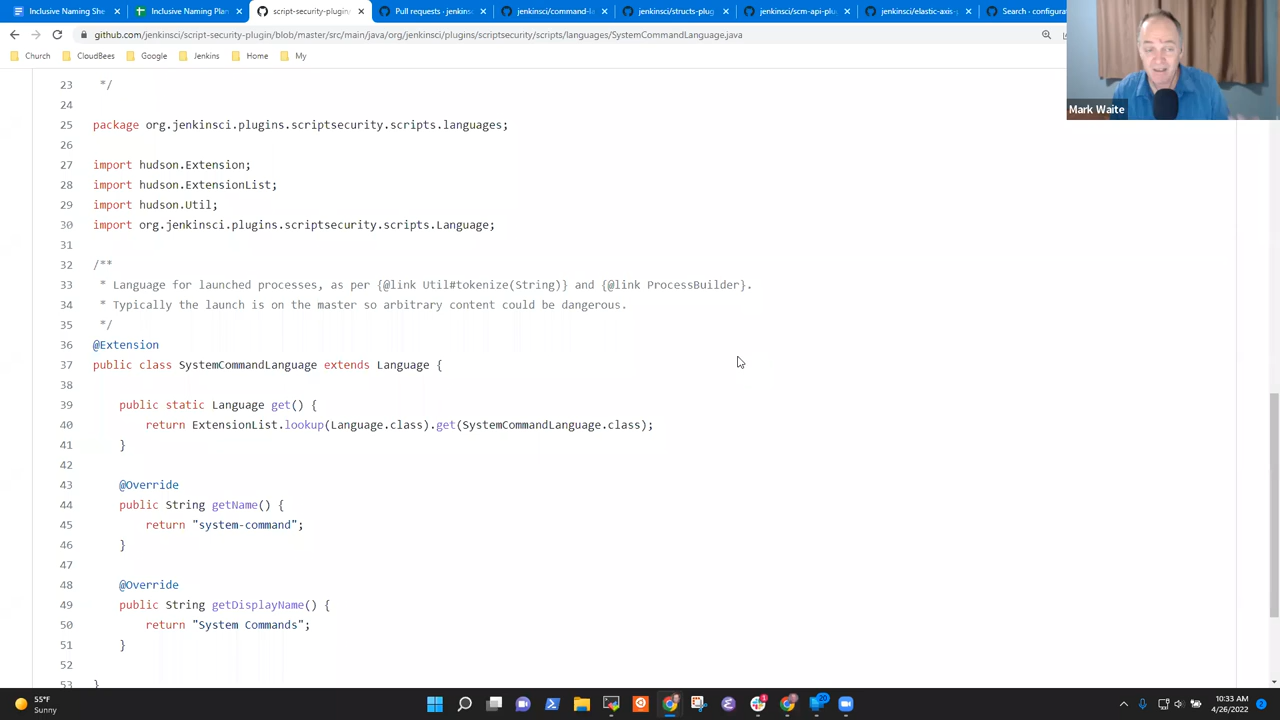 Inclusive Naming She
Inclusive Naming Plan
script-security-plugin
Pull requests · jenkins
jenkinsci/command-l
jenkinsci/structs-plug
jenkinsci/scm-api-plu
jenkinsci/elastic-axis-
Search · configura
github.com/jenkinsci/script-security-plugin/blob/master/src/main/java/org/jenkinsci/plugins/scriptsecurity/scripts/languages/SystemCommandLanguage.java
Church
CloudBees
Google
Jenkins
Home
My
Mark Waite
23 */
24
25 package org.jenkinsci.plugins.scriptsecurity.scripts.languages;
26
27 import hudson.Extension;
28 import hudson.ExtensionList;
29 import hudson.Util;
30 import org.jenkinsci.plugins.scriptsecurity.scripts.Language;
31
32 /**
33 * Language for launched processes, as per {@link Util#tokenize(String)} and {@link ProcessBuilder}.
34 * Typically the launch is on the master so arbitrary content could be dangerous.
35 */
36 @Extension
37 public class SystemCommandLanguage extends Language {
38
39 public static Language get() {
40 return ExtensionList.lookup(Language.class).get(SystemCommandLanguage.class);
41 }
42
43 @Override
44 public String getName() {
45 return "system-command";
46 }
47
48 @Override
49 public String getDisplayName() {
50 return "System Commands";
51 }
52
53 }
55°F
Sunny
20
10:33 AM
4/26/2022